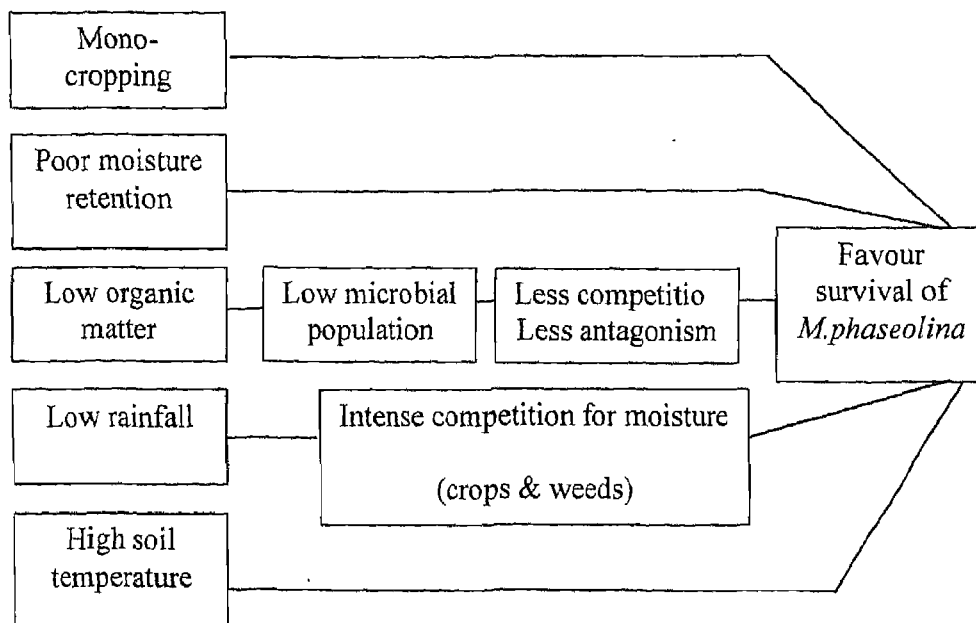 Mono-
cropping
Poor moisture
retention
Low organic
matter
Low microbial
population
Less competitio
Less antagonism
Favour
survival of
M.phaseolina
Low rainfall
Intense competition for moisture
(crops & weeds)
High soil
temperature